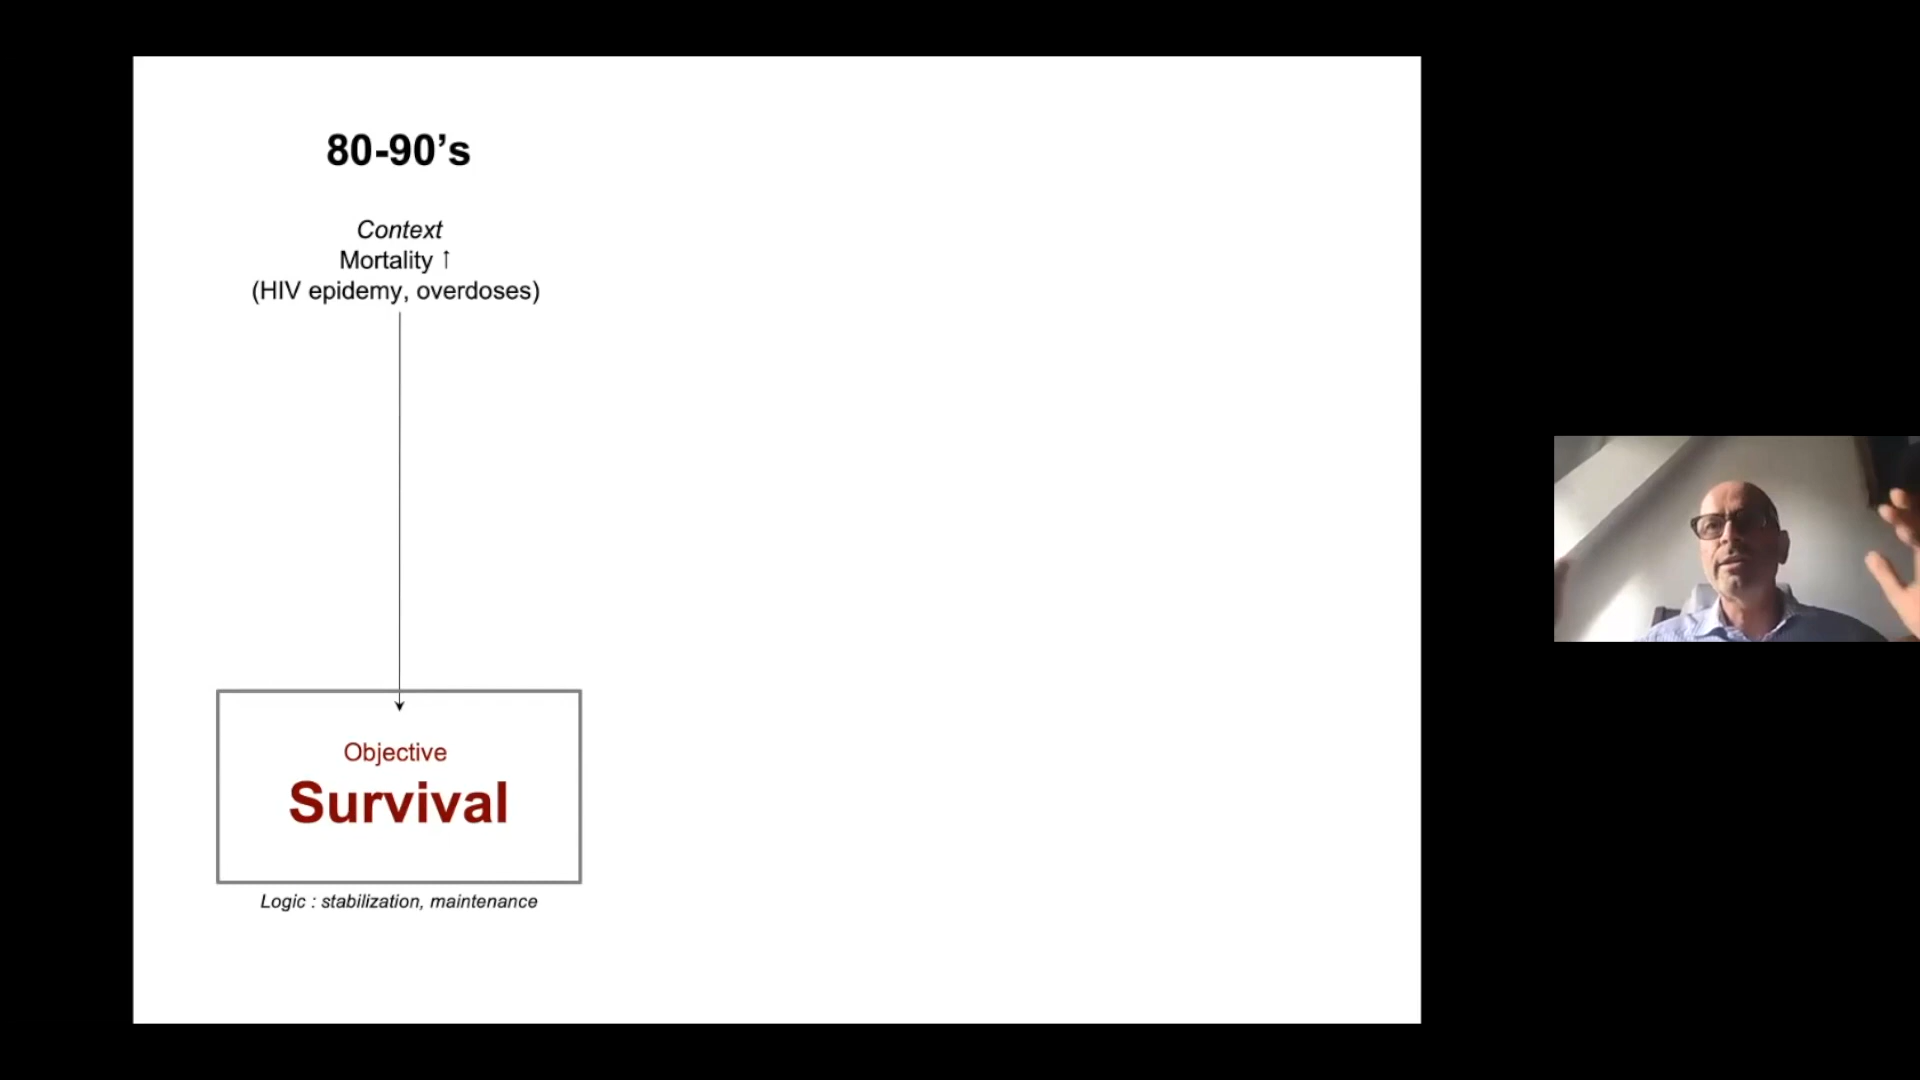 80-90’s
Context
Mortality ↑
(HIV epidemy, overdoses)
Objective
Survival
Logic : stabilization, maintenance